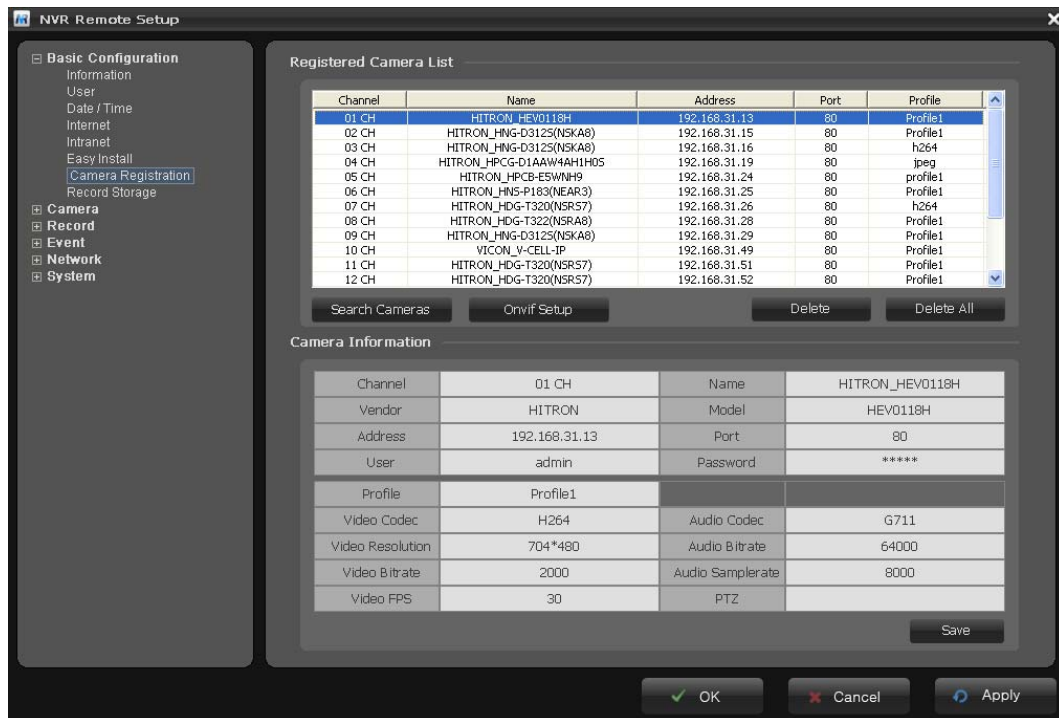 NVR Remote Setup
Basic Configuration
Information
User
Date / Time
Internet
Intranet
Easy Install
Camera Registration
Record Storage
Camera
Record
Event
Network
System
Registered Camera List
Channel Name Address Port Profile
01 CH HITRON_HEV0118H 192.168.31.13 80 Profile1
02 CH HITRON_HNG-D312S(NSKA8) 192.168.31.15 80 Profile1
03 CH HITRON_HNG-D312S(NSKA8) 192.168.31.16 80 h264
04 CH HITRON_HPCG-D1AAW4AH1H0S 192.168.31.19 80 jpeg
05 CH HITRON_HPCB-E5WNH9 192.168.31.24 80 profile1
06 CH HITRON_HNS-P183(NEAR3) 192.168.31.25 80 Profile1
07 CH HITRON_HDG-T320(NSRS7) 192.168.31.26 80 h264
08 CH HITRON_HDG-T322(NSRA8) 192.168.31.28 80 Profile1
09 CH HITRON_HNG-D312S(NSKA8) 192.168.31.29 80 Profile1
10 CH VICON_V-CELL-IP 192.168.31.49 80 Profile1
11 CH HITRON_HDG-T320(NSRS7) 192.168.31.51 80 Profile1
12 CH HITRON_HDG-T320(NSRS7) 192.168.31.52 80 Profile1
Search Cameras Onvif Setup Delete Delete All
Camera Information
Channel 01 CH Name HITRON_HEV0118H
Vendor HITRON Model HEV0118H
Address 192.168.31.13 Port 80
User admin Password *****
Profile Profile1
Video Codec H264 Audio Codec G711
Video Resolution 704*480 Audio Bitrate 64000
Video Bitrate 2000 Audio Samplerate 8000
Video FPS 30 PTZ
Save
OK Cancel Apply